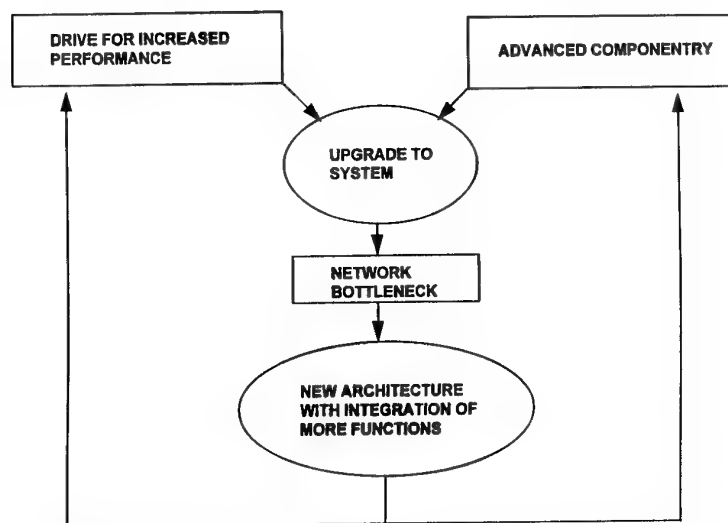 DRIVE FOR INCREASED
PERFORMANCE
ADVANCED COMPONENTRY
UPGRADE TO
SYSTEM
NETWORK
BOTTLENECK
NEW ARCHITECTURE
WITH INTEGRATION OF
MORE FUNCTIONS